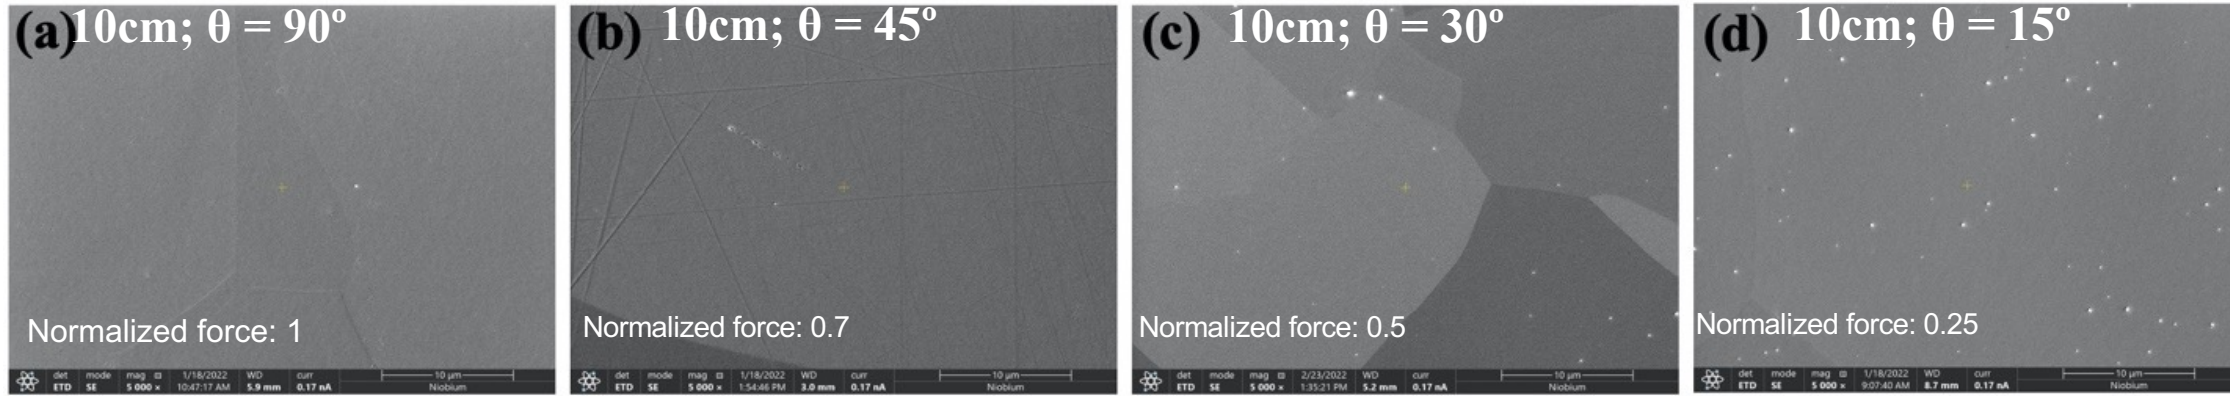 (a) 10cm; θ = 90º
Normalized force: 1
det mode mag 1/18/2022 WD curr
ETD SE 5 000 × 10:47:17 AM 5.9 mm 0.17 nA
10 µm
Niobium
(b) 10cm; θ = 45º
Normalized force: 0.7
det mode mag 1/18/2022 WD curr
ETD SE 5 000 × 1:54:46 PM 3.0 mm 0.17 nA
10 µm
Niobium
(c) 10cm; θ = 30º
Normalized force: 0.5
det mode mag 2/23/2022 WD curr
ETD SE 5 000 × 1:35:21 PM 5.2 mm 0.17 nA
10 µm
Niobium
(d) 10cm; θ = 15º
Normalized force: 0.25
det mode mag 1/18/2022 WD curr
ETD SE 5 000 × 9:07:40 AM 8.7 mm 0.17 nA
10 µm
Niobium